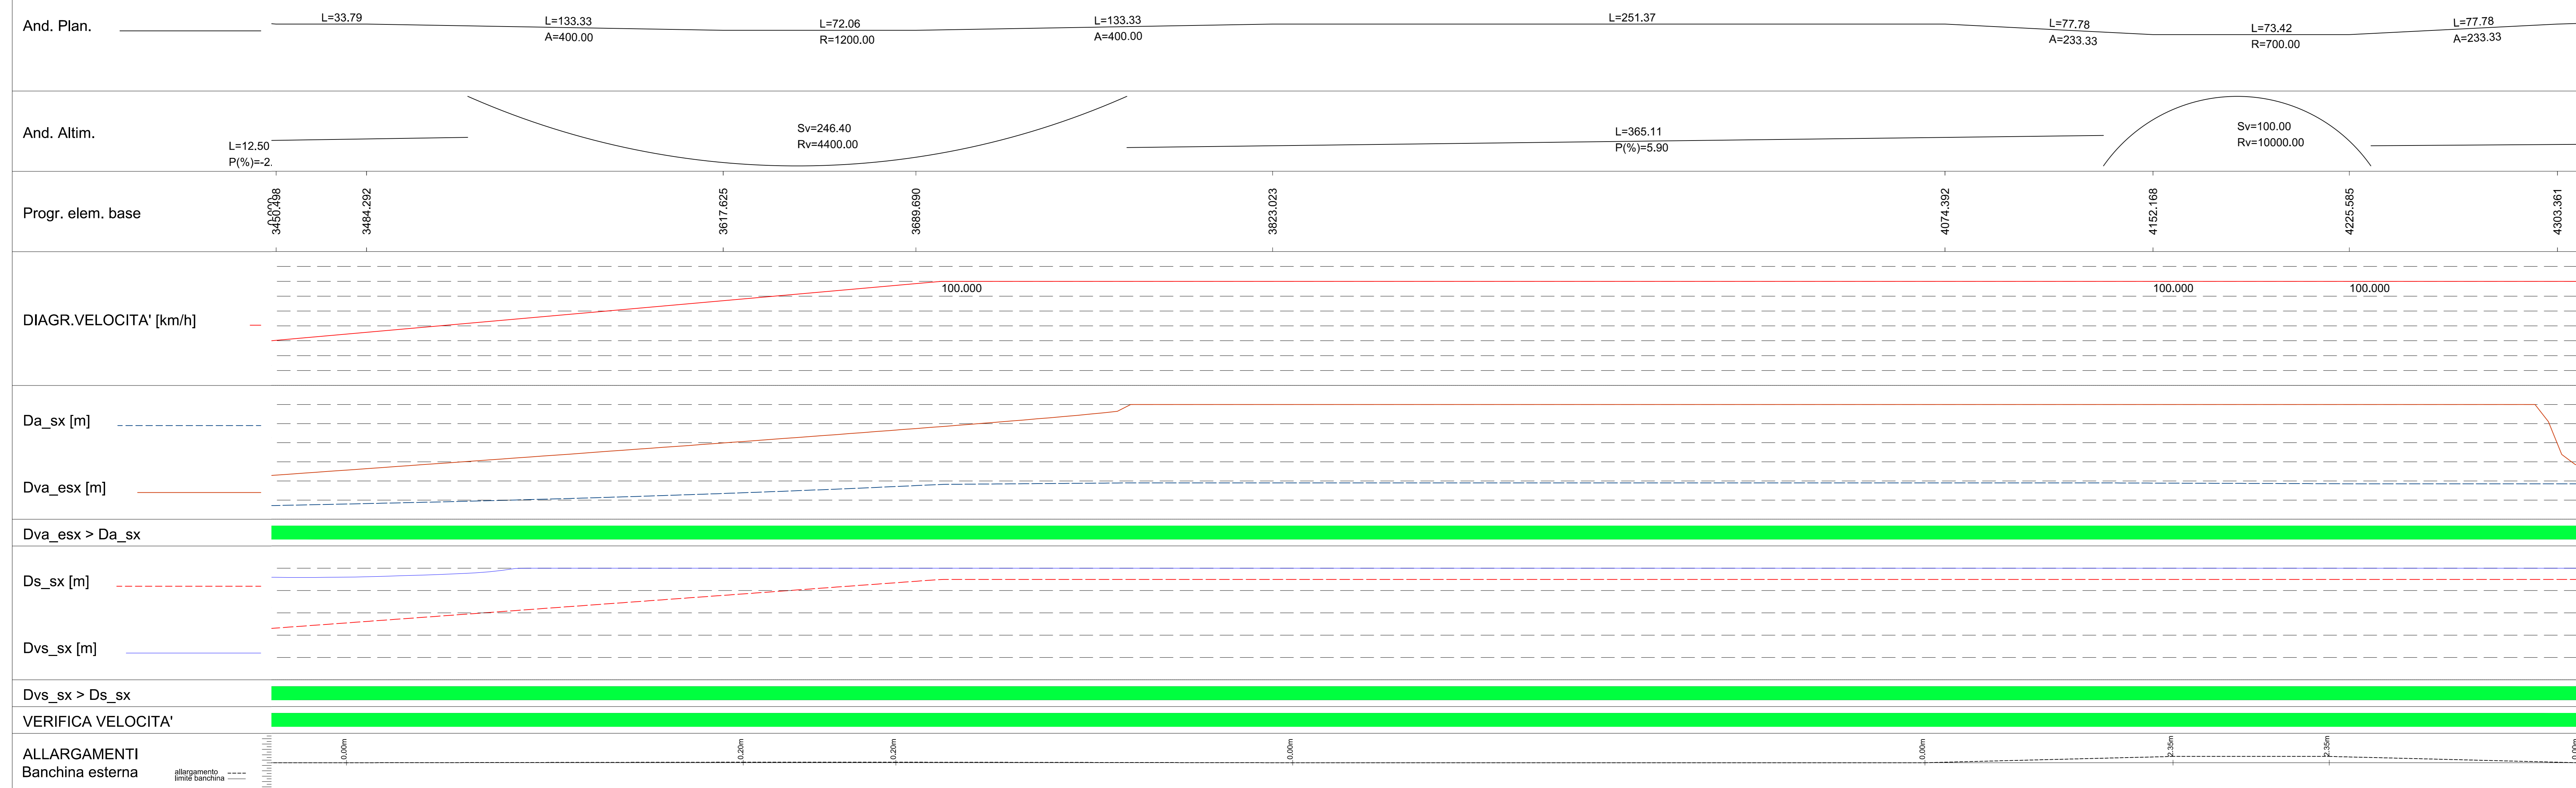 And. Plan.
L=33.79
L=133.33
A=400.00
L=72.06
R=1200.00
L=133.33
A=400.00
L=251.37
L=77.78
A=233.33
L=73.42
R=700.00
L=77.78
A=233.33
And. Altim.
L=12.50
P(%)=-2.
Sv=246.40
Rv=4400.00
L=365.11
P(%)=5.90
Sv=100.00
Rv=10000.00
Progr. elem. base
3450.498
3484.292
3617.625
3689.690
3823.023
4074.392
4152.168
4225.585
4303.361
DIAGR.VELOCITA' [km/h]
100.000
100.000
100.000
Da_sx [m]
Dva_esx [m]
Dva_esx > Da_sx
Ds_sx [m]
Dvs_sx [m]
Dvs_sx > Ds_sx
VERIFICA VELOCITA'
ALLARGAMENTI
Banchina esterna
allargamento
limite banchina
0.00m
0.20m
0.20m
0.00m
0.00m
2.35m
2.35m
0.00m